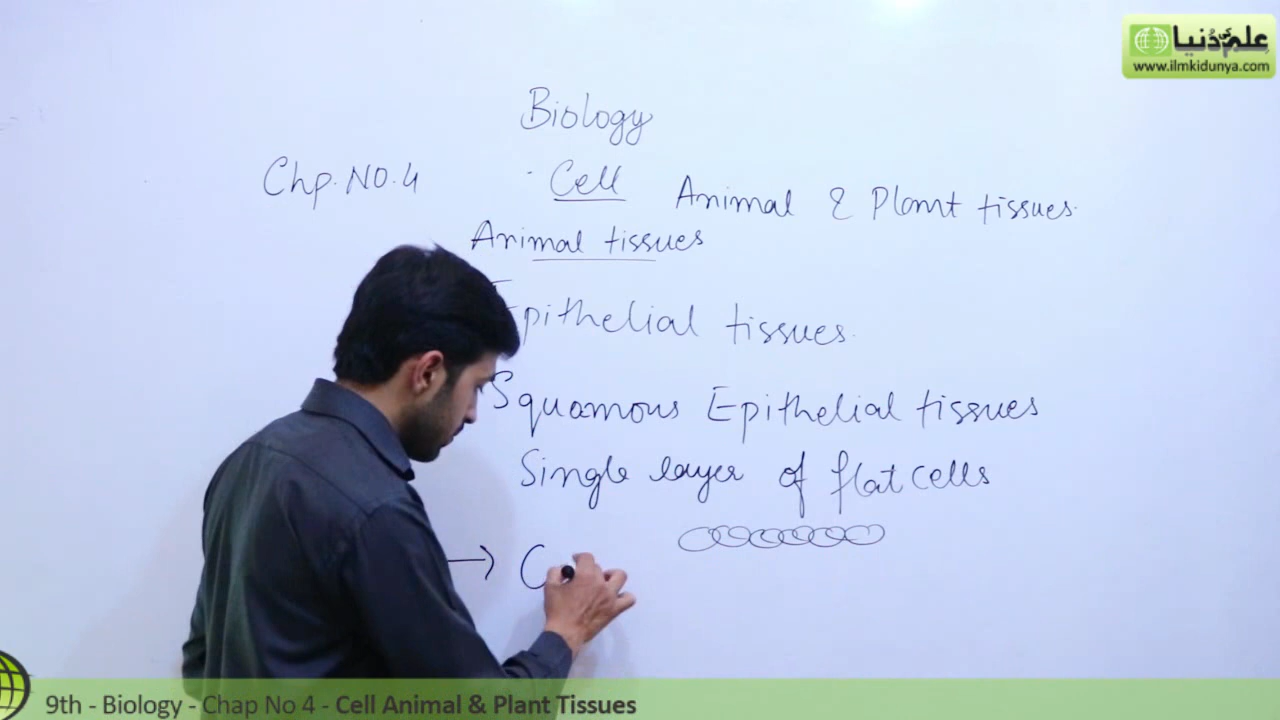 علم کی دنیا
www.ilmkidunya.com
Biology
Chp. NO. 4 Cell Animal & Plant tissues.
Animal tissues
Epithelial tissues.
Squamous Epithelial tissues
Single layer of flat cells
→ C
9th - Biology - Chap No 4 - Cell Animal & Plant Tissues